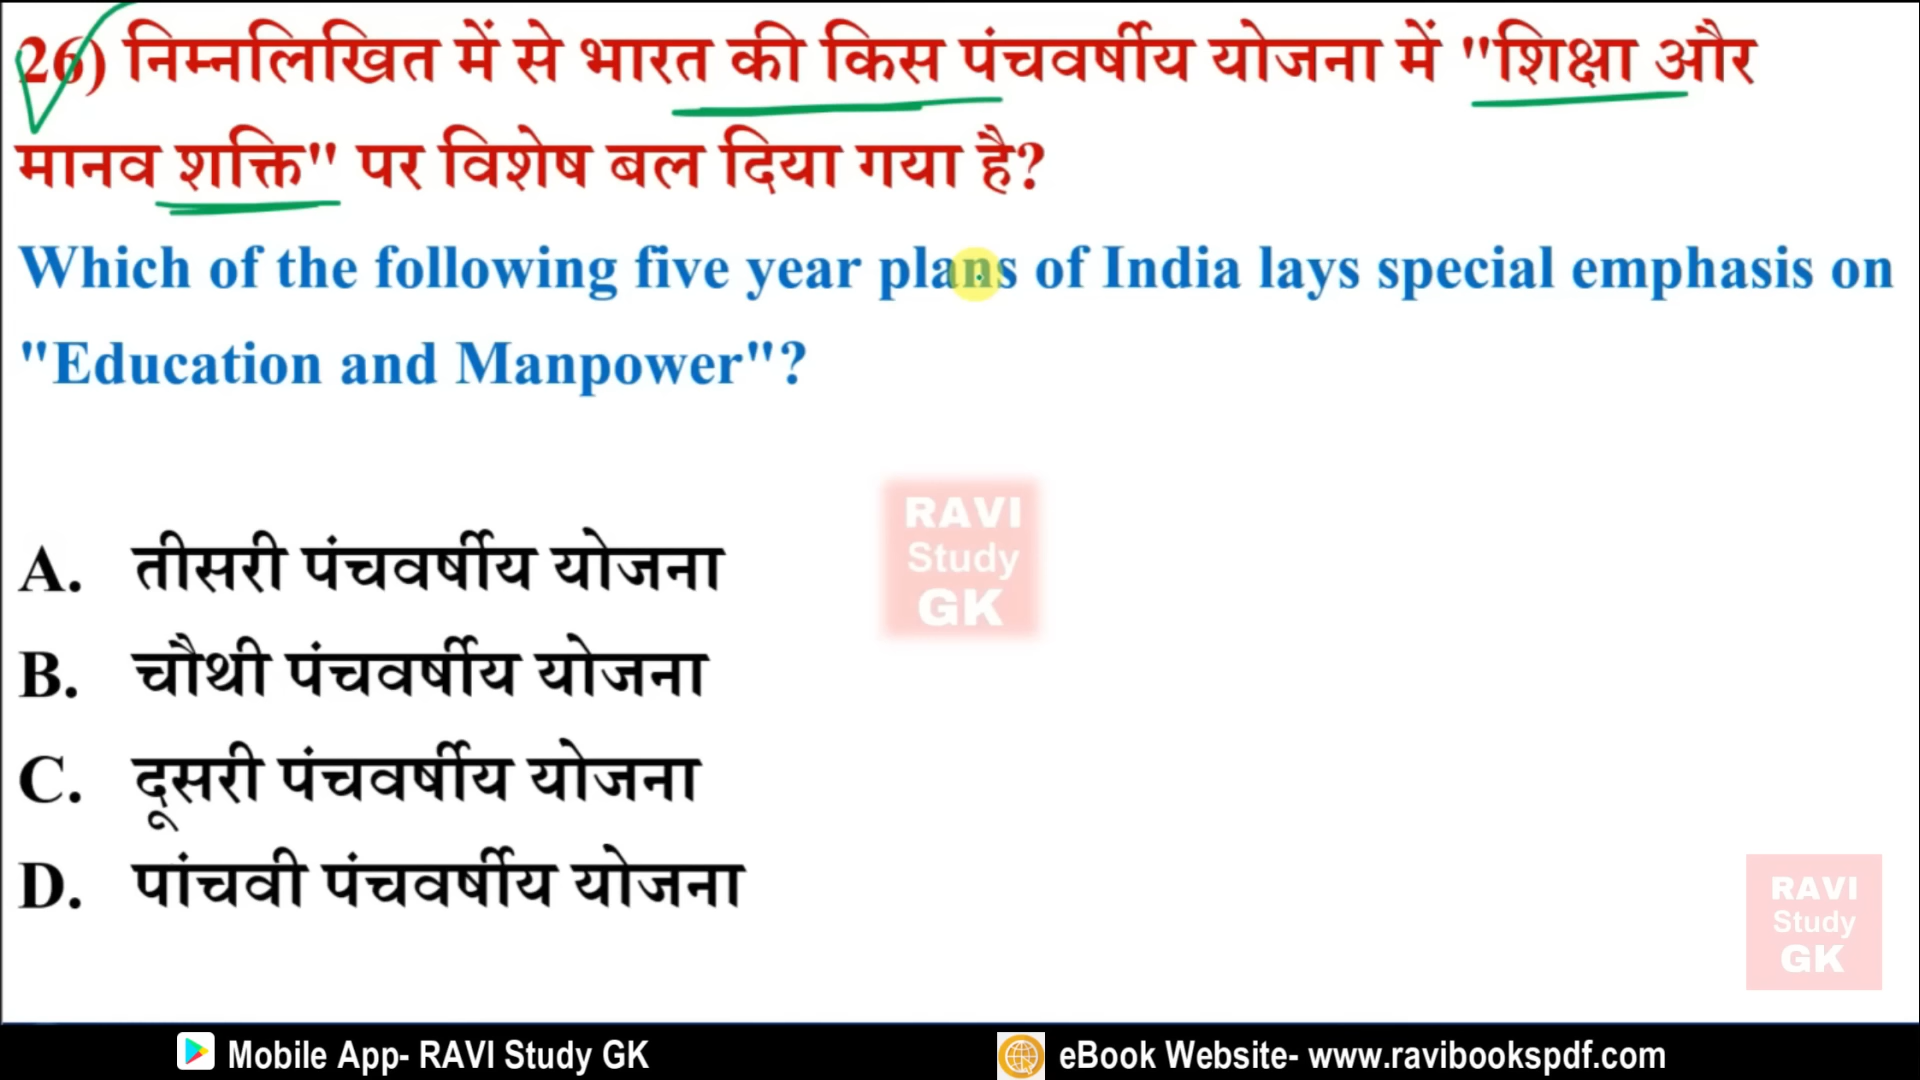 26) निम्नलिखित में से भारत की किस पंचवर्षीय योजना में "शिक्षा और
मानव शक्ति" पर विशेष बल दिया गया है?
Which of the following five year plans of India lays special emphasis on
"Education and Manpower"?
RAVI
Study
GK
A. तीसरी पंचवर्षीय योजना
B. चौथी पंचवर्षीय योजना
C. दूसरी पंचवर्षीय योजना
D. पांचवी पंचवर्षीय योजना
RAVI
Study
GK
Mobile App- RAVI Study GK
eBook Website- www.ravibookspdf.com